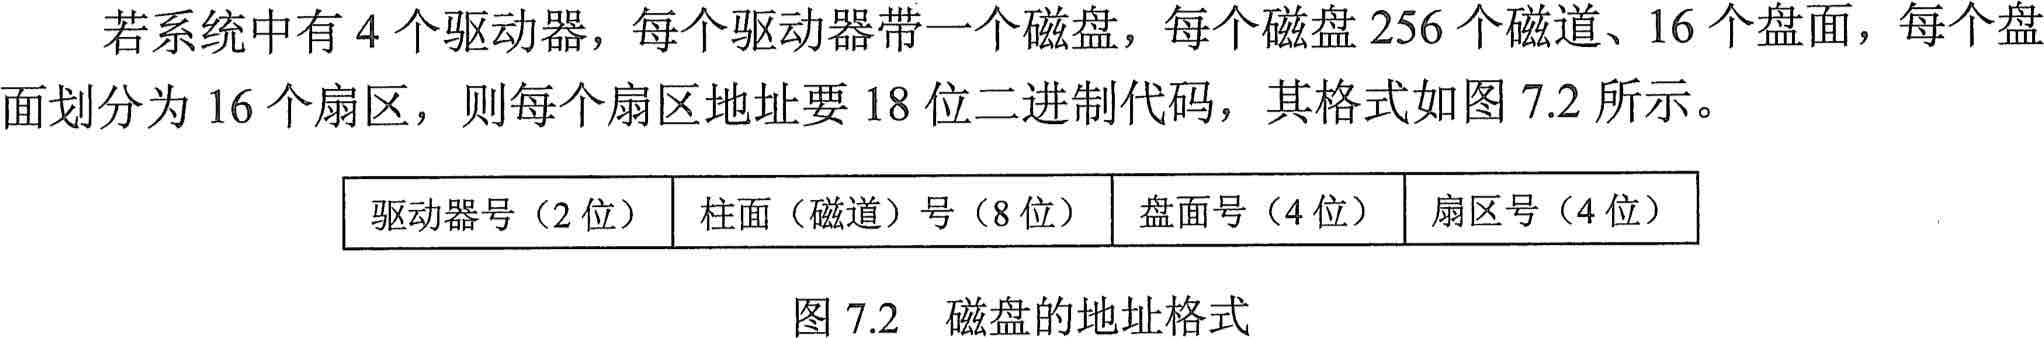 若系统中有 4 个驱动器，每个驱动器带一个磁盘，每个磁盘 256 个磁道、16 个盘面，每个盘
面划分为 16 个扇区，则每个扇区地址要 18 位二进制代码，其格式如图 7.2 所示。
驱动器号（2 位） 柱面（磁道）号（8 位） 盘面号（4 位） 扇区号（4 位）
图 7.2 磁盘的地址格式